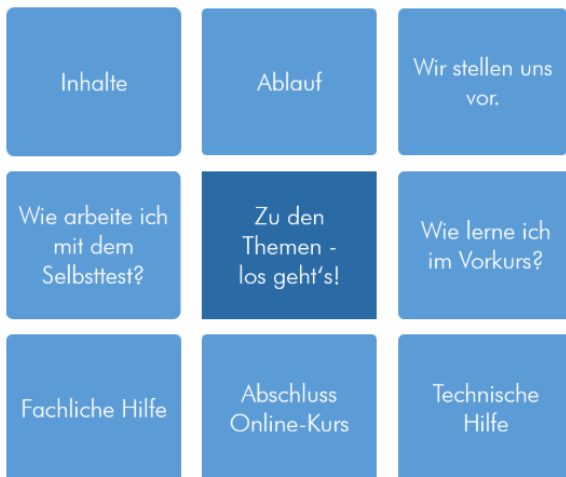 Inhalte
Ablauf
Wir stellen uns
vor.
Wie arbeite ich
mit dem
Selbsttest?
Zu den
Themen -
los geht's!
Wie lerne ich
im Vorkurs?
Fachliche Hilfe
Abschluss
Online-Kurs
Technische
Hilfe